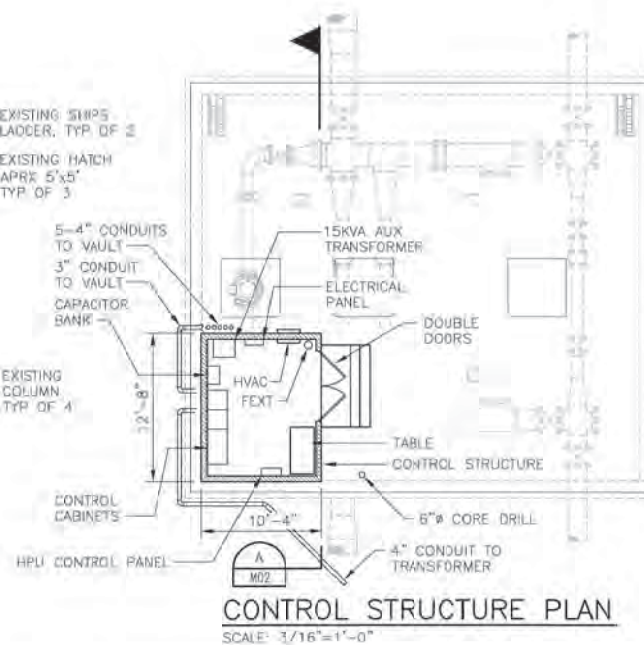 EXISTING SHIPS
LADDER, TYP OF 2
EXISTING HATCH
APRX 5'x5'
TYP OF 3
5-4" CONDUITS
TO VAULT
3" CONDUIT
TO VAULT
CAPACITOR
BANK
15KVA AUX
TRANSFORMER
ELECTRICAL
PANEL
DOUBLE
DOORS
EXISTING
COLUMN
TYP OF 4
12'-8"
HVAC
FEXT
TABLE
CONTROL STRUCTURE
CONTROL
CABINETS
10'-4"
6"ø CORE DRILL
HPU CONTROL PANEL
4" CONDUIT TO
TRANSFORMER
A
M02
CONTROL STRUCTURE PLAN
SCALE: 3/16"=1'-0"